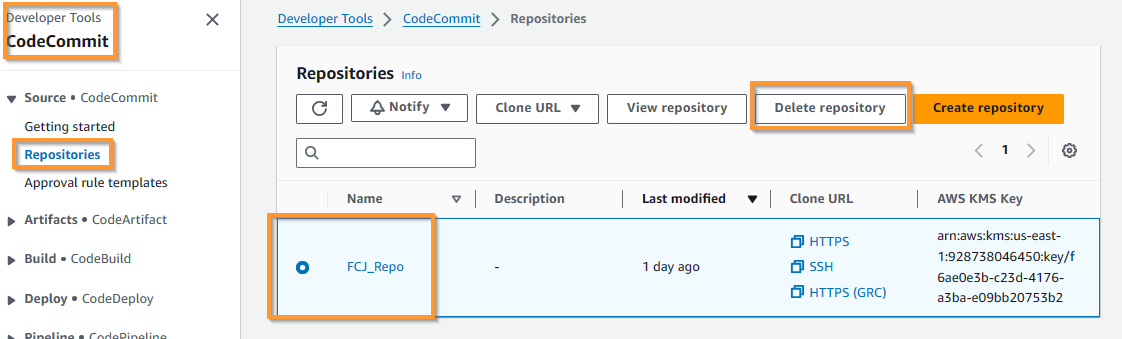 Developer Tools
CodeCommit
Source • CodeCommit
Getting started
Repositories
Approval rule templates
Artifacts • CodeArtifact
Build • CodeBuild
Deploy • CodeDeploy
Pipeline • CodePipeline
Developer Tools > CodeCommit > Repositories
Repositories Info
Notify Clone URL View repository Delete repository Create repository
1
Name Description Last modified Clone URL AWS KMS Key
FCJ_Repo - 1 day ago
HTTPS
SSH
HTTPS (GRC)
arn:aws:kms:us-east-
1:928738046450:key/f
6ae0e3b-c23d-4176-
a3ba-e09bb20753b2